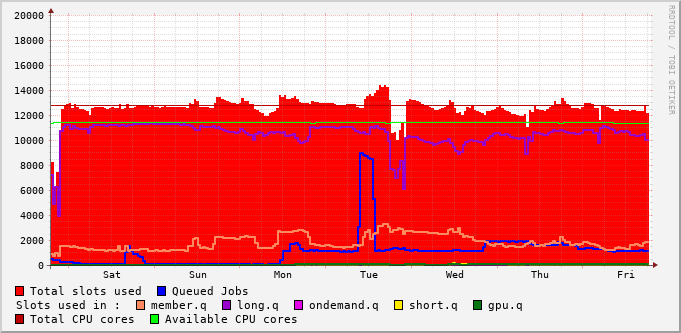 RRDTOOL / TOBI OETIKER
20000
18000
16000
14000
12000
10000
8000
6000
4000
2000
0
Sat Sun Mon Tue Wed Thu Fri
Total slots used Queued Jobs
Slots used in : member.q long.q ondemand.q short.q gpu.q
Total CPU cores Available CPU cores